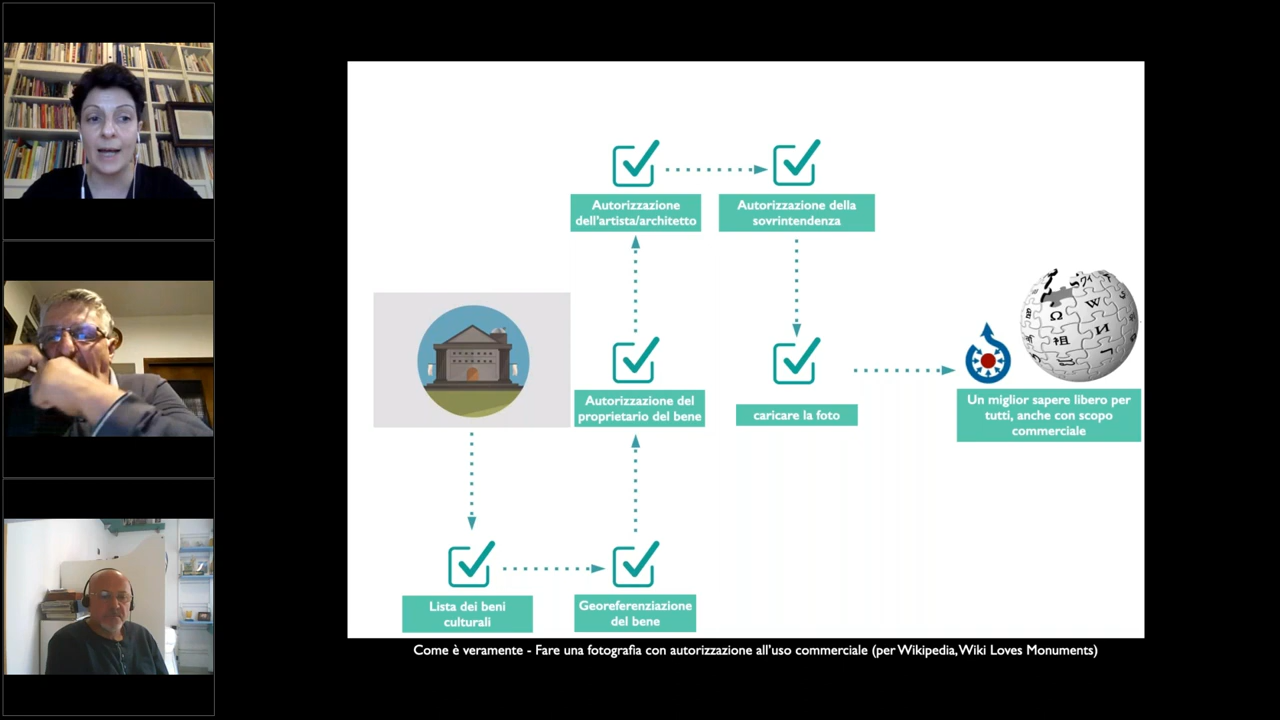 Autorizzazione
dell'artista/architetto
Autorizzazione della
sovrintendenza
Autorizzazione del
proprietario del bene
caricare la foto
Un miglior sapere libero per
tutti, anche con scopo
commerciale
Lista dei beni
culturali
Georeferenziazione
del bene
Come è veramente - Fare una fotografia con autorizzazione all'uso commerciale (per Wikipedia, Wiki Loves Monuments)
Ω
W
И
祖